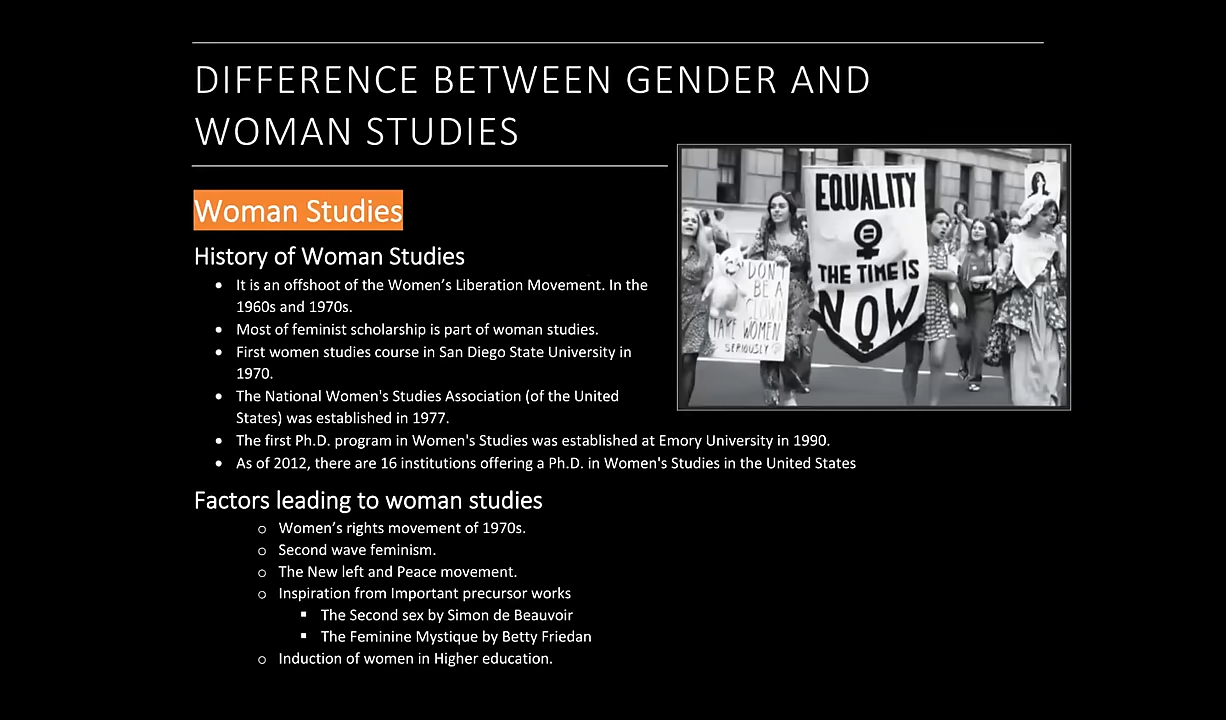 DIFFERENCE BETWEEN GENDER AND
WOMAN STUDIES
Woman Studies
History of Woman Studies
• It is an offshoot of the Women's Liberation Movement. In the
1960s and 1970s.
• Most of feminist scholarship is part of woman studies.
• First women studies course in San Diego State University in
1970.
• The National Women's Studies Association (of the United
States) was established in 1977.
• The first Ph.D. program in Women's Studies was established at Emory University in 1990.
• As of 2012, there are 16 institutions offering a Ph.D. in Women's Studies in the United States
Factors leading to woman studies
o Women's rights movement of 1970s.
o Second wave feminism.
o The New left and Peace movement.
o Inspiration from Important precursor works
▪ The Second sex by Simon de Beauvoir
▪ The Feminine Mystique by Betty Friedan
o Induction of women in Higher education.
EQUALITY
THE TIME IS
NOW
DON'T
BE A
CLOWN
TAKE WOMEN
SERIOUSLY